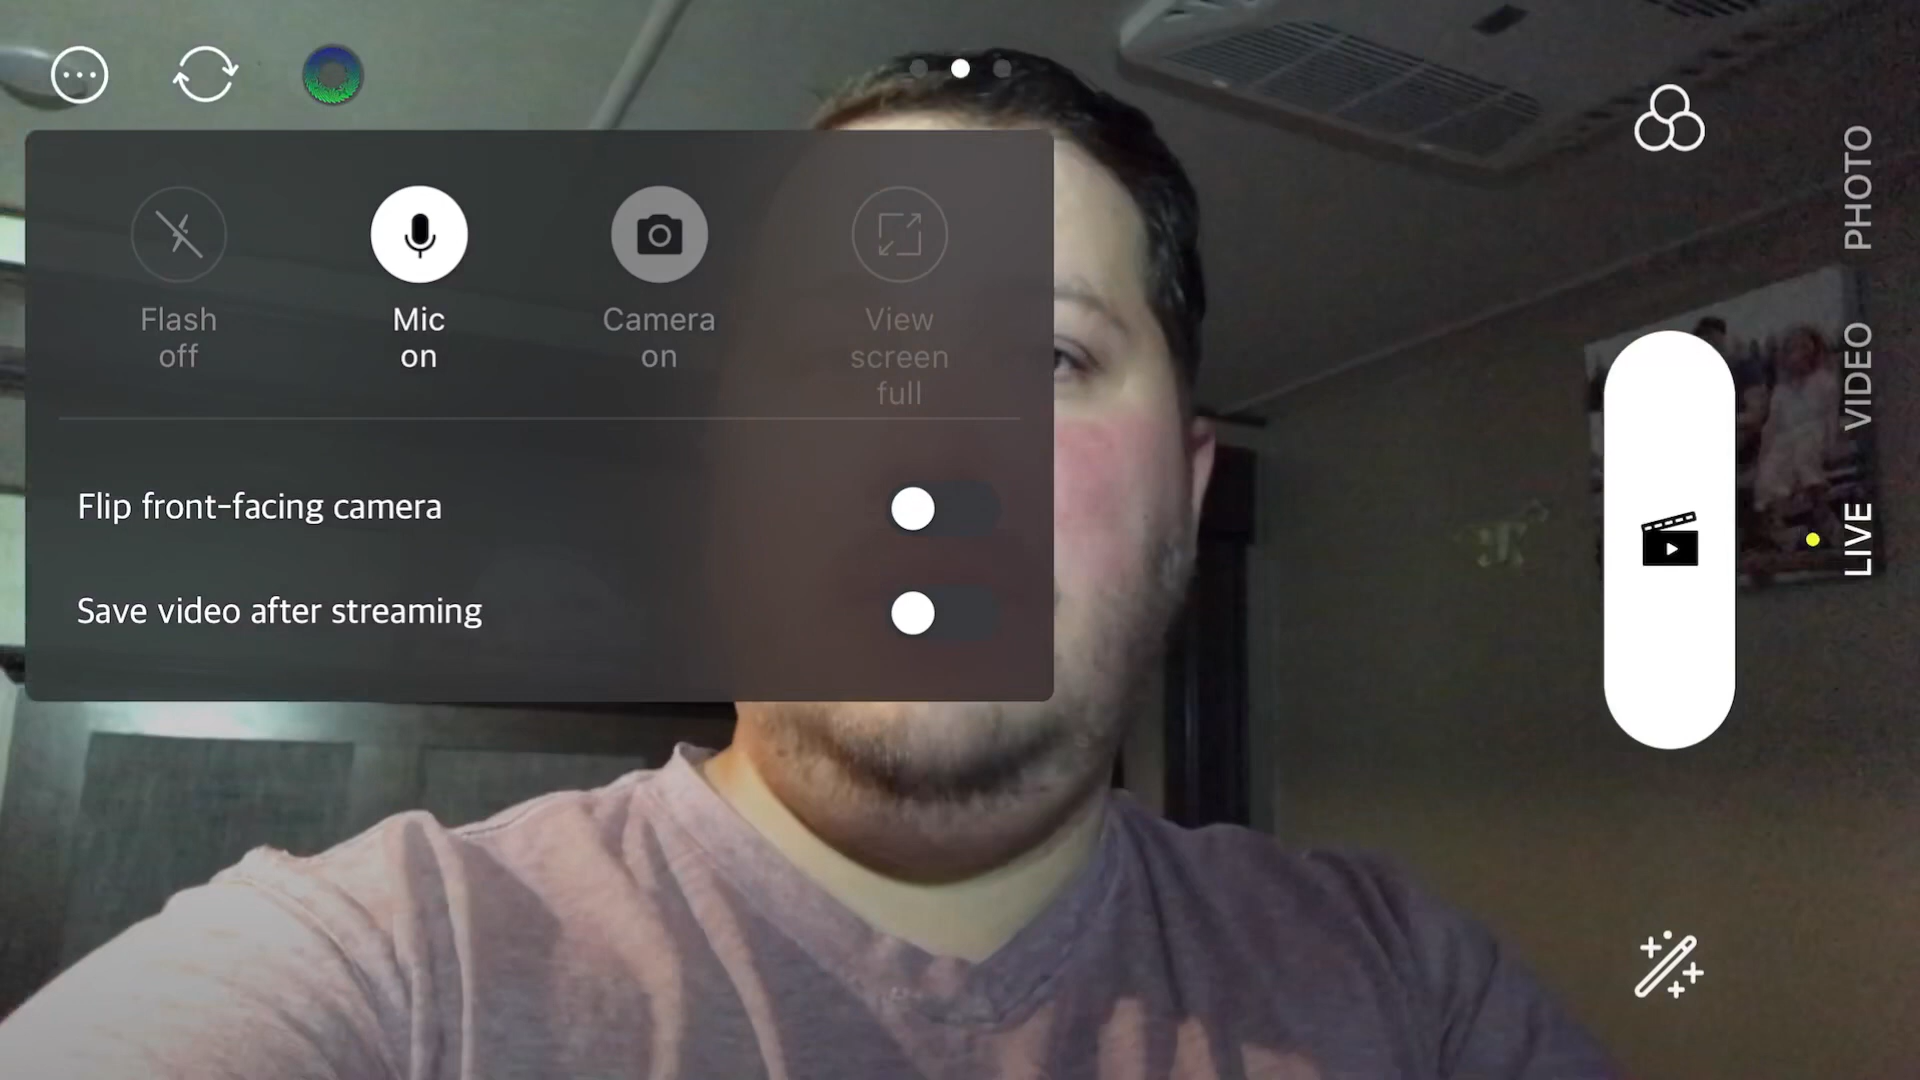 Flash
off
Mic
on
Camera
on
View
screen
full
Flip front-facing camera
Save video after streaming
PHOTO
VIDEO
LIVE